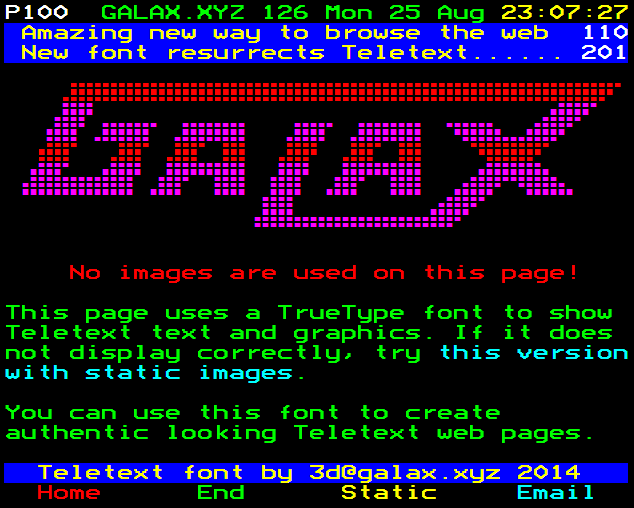 P100 GALAX.XYZ 126 Mon 25 Aug 23:07:27
Amazing new way to browse the web 110
New font resurrects Teletext...... 201
GALAX
No images are used on this page!
This page uses a TrueType font to show
Teletext text and graphics. If it does
not display correctly, try this version
with static images.
You can use this font to create
authentic looking Teletext web pages.
Teletext font by 3d@galax.xyz 2014
Home End Static Email